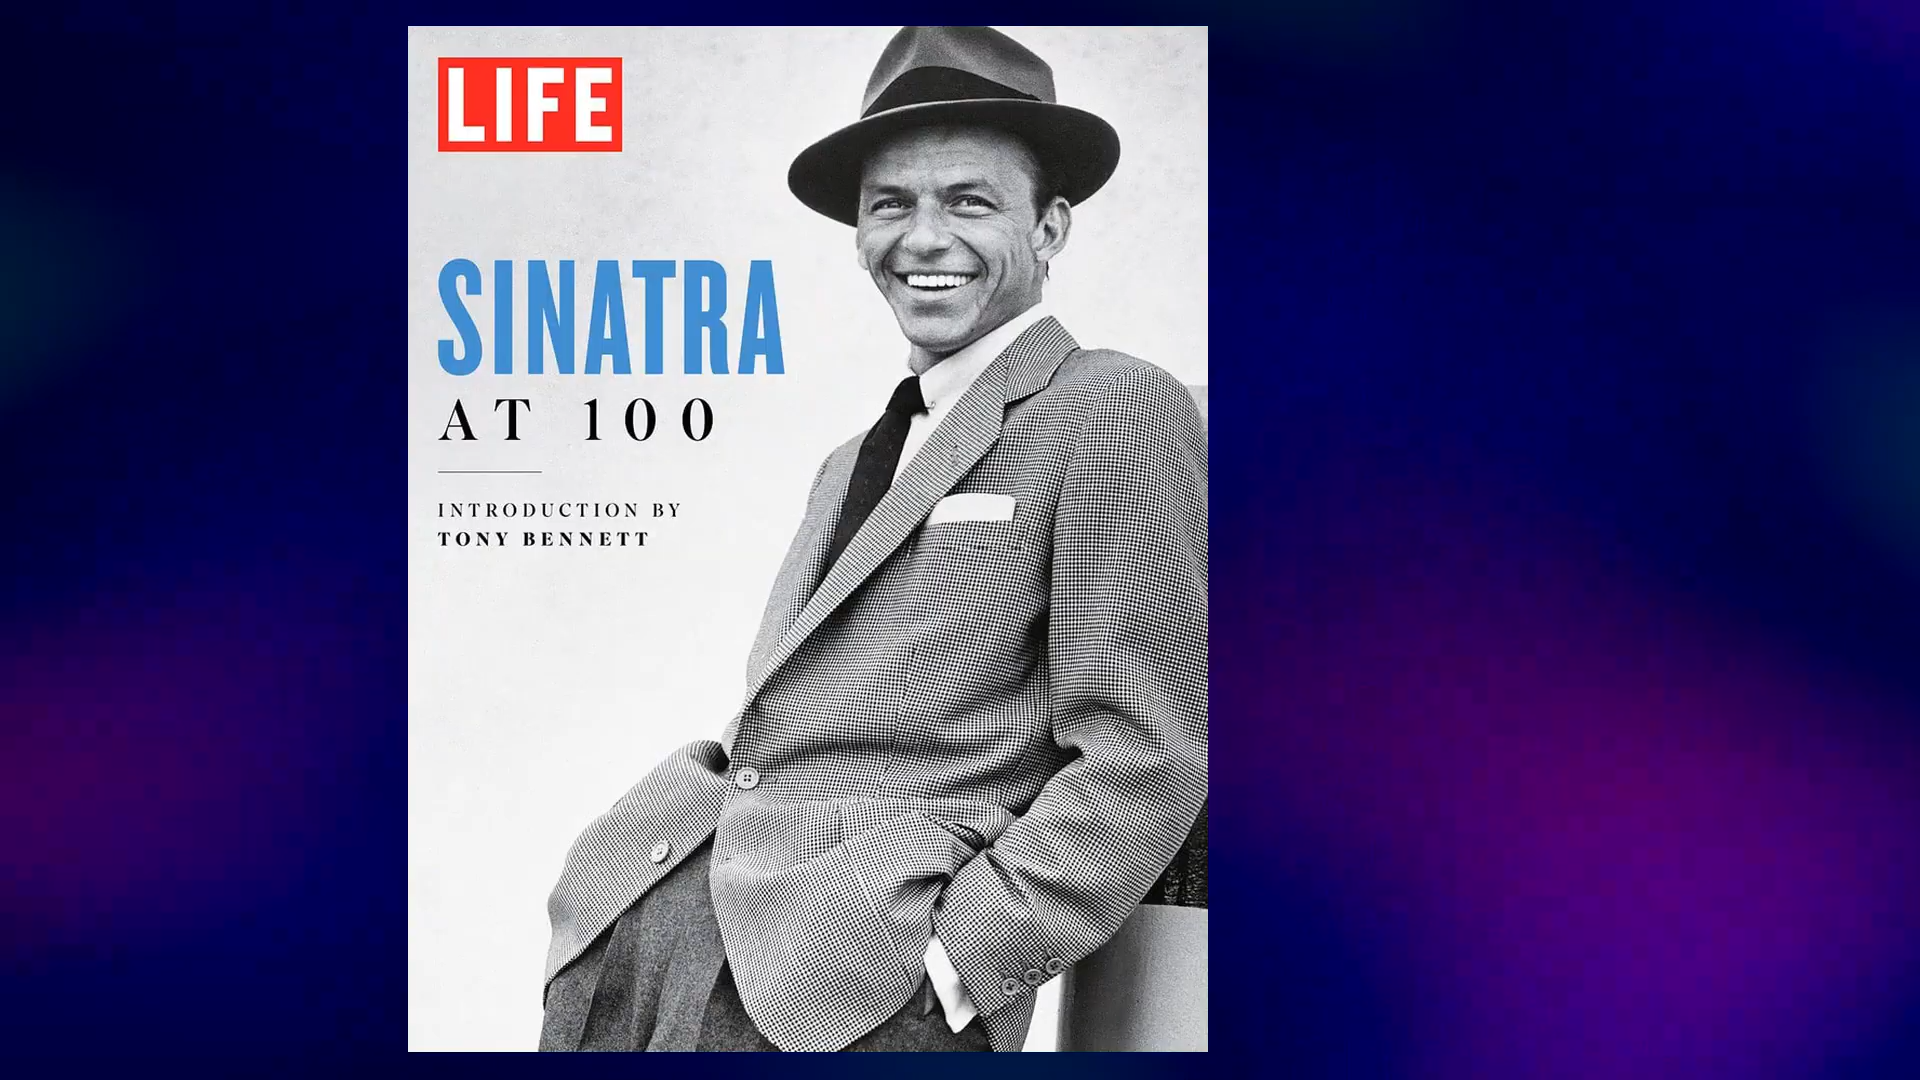 LIFE
SINATRA
AT 100
INTRODUCTION BY
TONY BENNETT